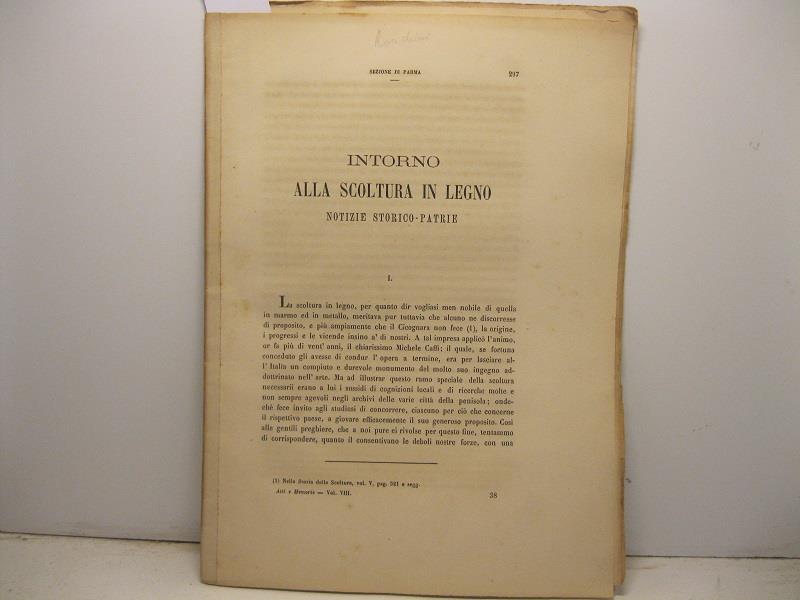 SEZIONE DI PARMA 297
INTORNO
ALLA SCOLTURA IN LEGNO
NOTIZIE STORICO-PATRIE
I.
La scoltura in legno, per quanto dir vogliasi men nobile di quella
in marmo ed in metallo, meritava pur tuttavia che alcuno ne discorresse
di proposito, e più ampiamente che il Cicognara non fece (1), la origine,
i progressi e le vicende insino a' dì nostri. A tal impresa applicò l'animo,
or fa più di vent' anni, il chiarissimo Michele Caffi; il quale, se fortuna
conceduto gli avesse di condur l' opera a termine, era per lasciare al-
l' Italia un compiuto e durevole monumento del molto suo ingegno ad-
dottrinato nell' arte. Ma ad illustrar questo ramo speciale della scoltura
necessarii erano a lui i sussidi di cognizioni locali e di ricerche molte e
non sempre agevoli negli archivi delle varie città della penisola; onde-
chè fece invito agli studiosi di concorrere, ciascuno per ciò che concerne
il rispettivo paese, a giovare efficacemente il suo generoso proposito. Così
alle gentili preghiere, che a noi pure ei rivolse per questo fine, tentammo
di corrispondere, quanto il consentivano le deboli nostre forze, con una
(1) Nella Storia della Scoltura, vol. V, pag. 521 e segg.
Atti e Memorie — Vol. VIII. 38